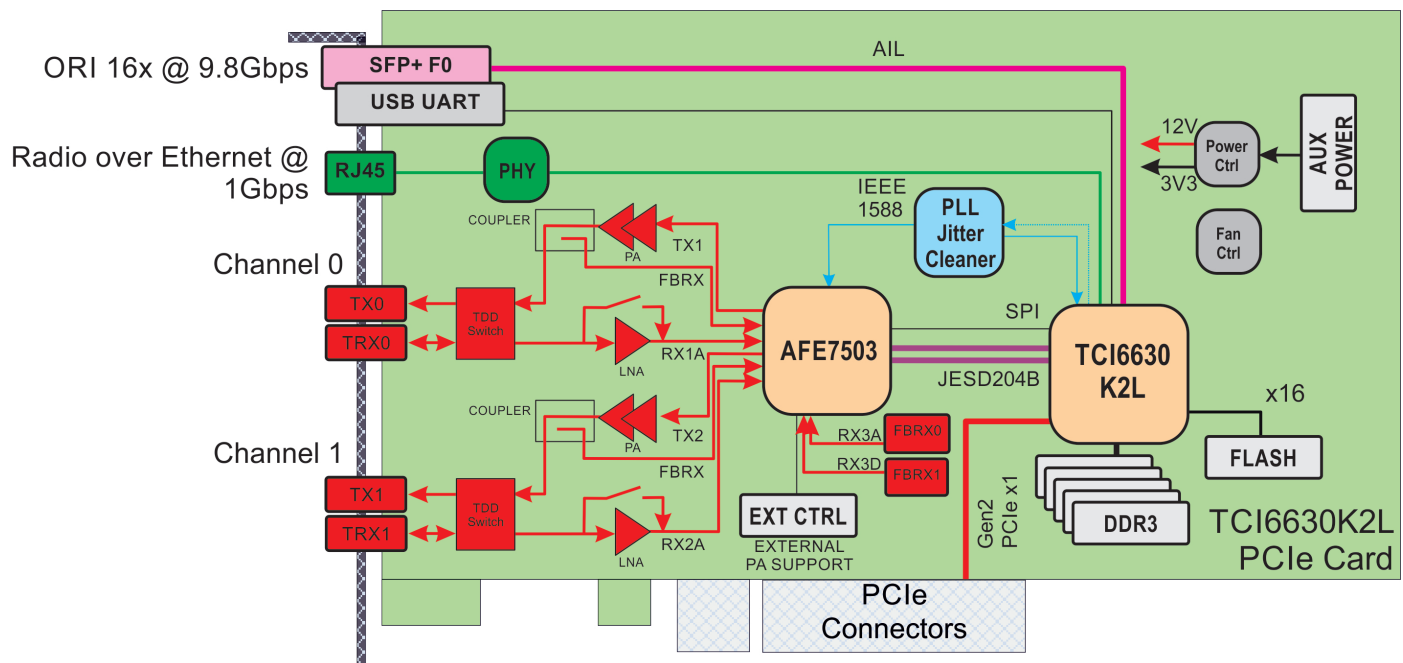 AIL
ORI 16x @ 9.8Gbps
SFP+ F0
USB UART
Radio over Ethernet @
1Gbps
RJ45
PHY
IEEE
1588
PLL
Jitter
Cleaner
12V
3V3
Power
Ctrl
AUX
POWER
Fan
Ctrl
COUPLER
PA
TX1
FBRX
Channel 0
TX0
TRX0
TDD
Switch
LNA
RX1A
AFE7503
SPI
JESD204B
TCI6630
K2L
x16
FLASH
DDR3
COUPLER
PA
TX2
FBRX
Channel 1
TX1
TRX1
TDD
Switch
LNA
RX2A
RX3A
FBRX0
RX3D
FBRX1
EXT CTRL
EXTERNAL
PA SUPPORT
Gen2
PCIe x1
TCI6630K2L
PCIe Card
PCIe
Connectors